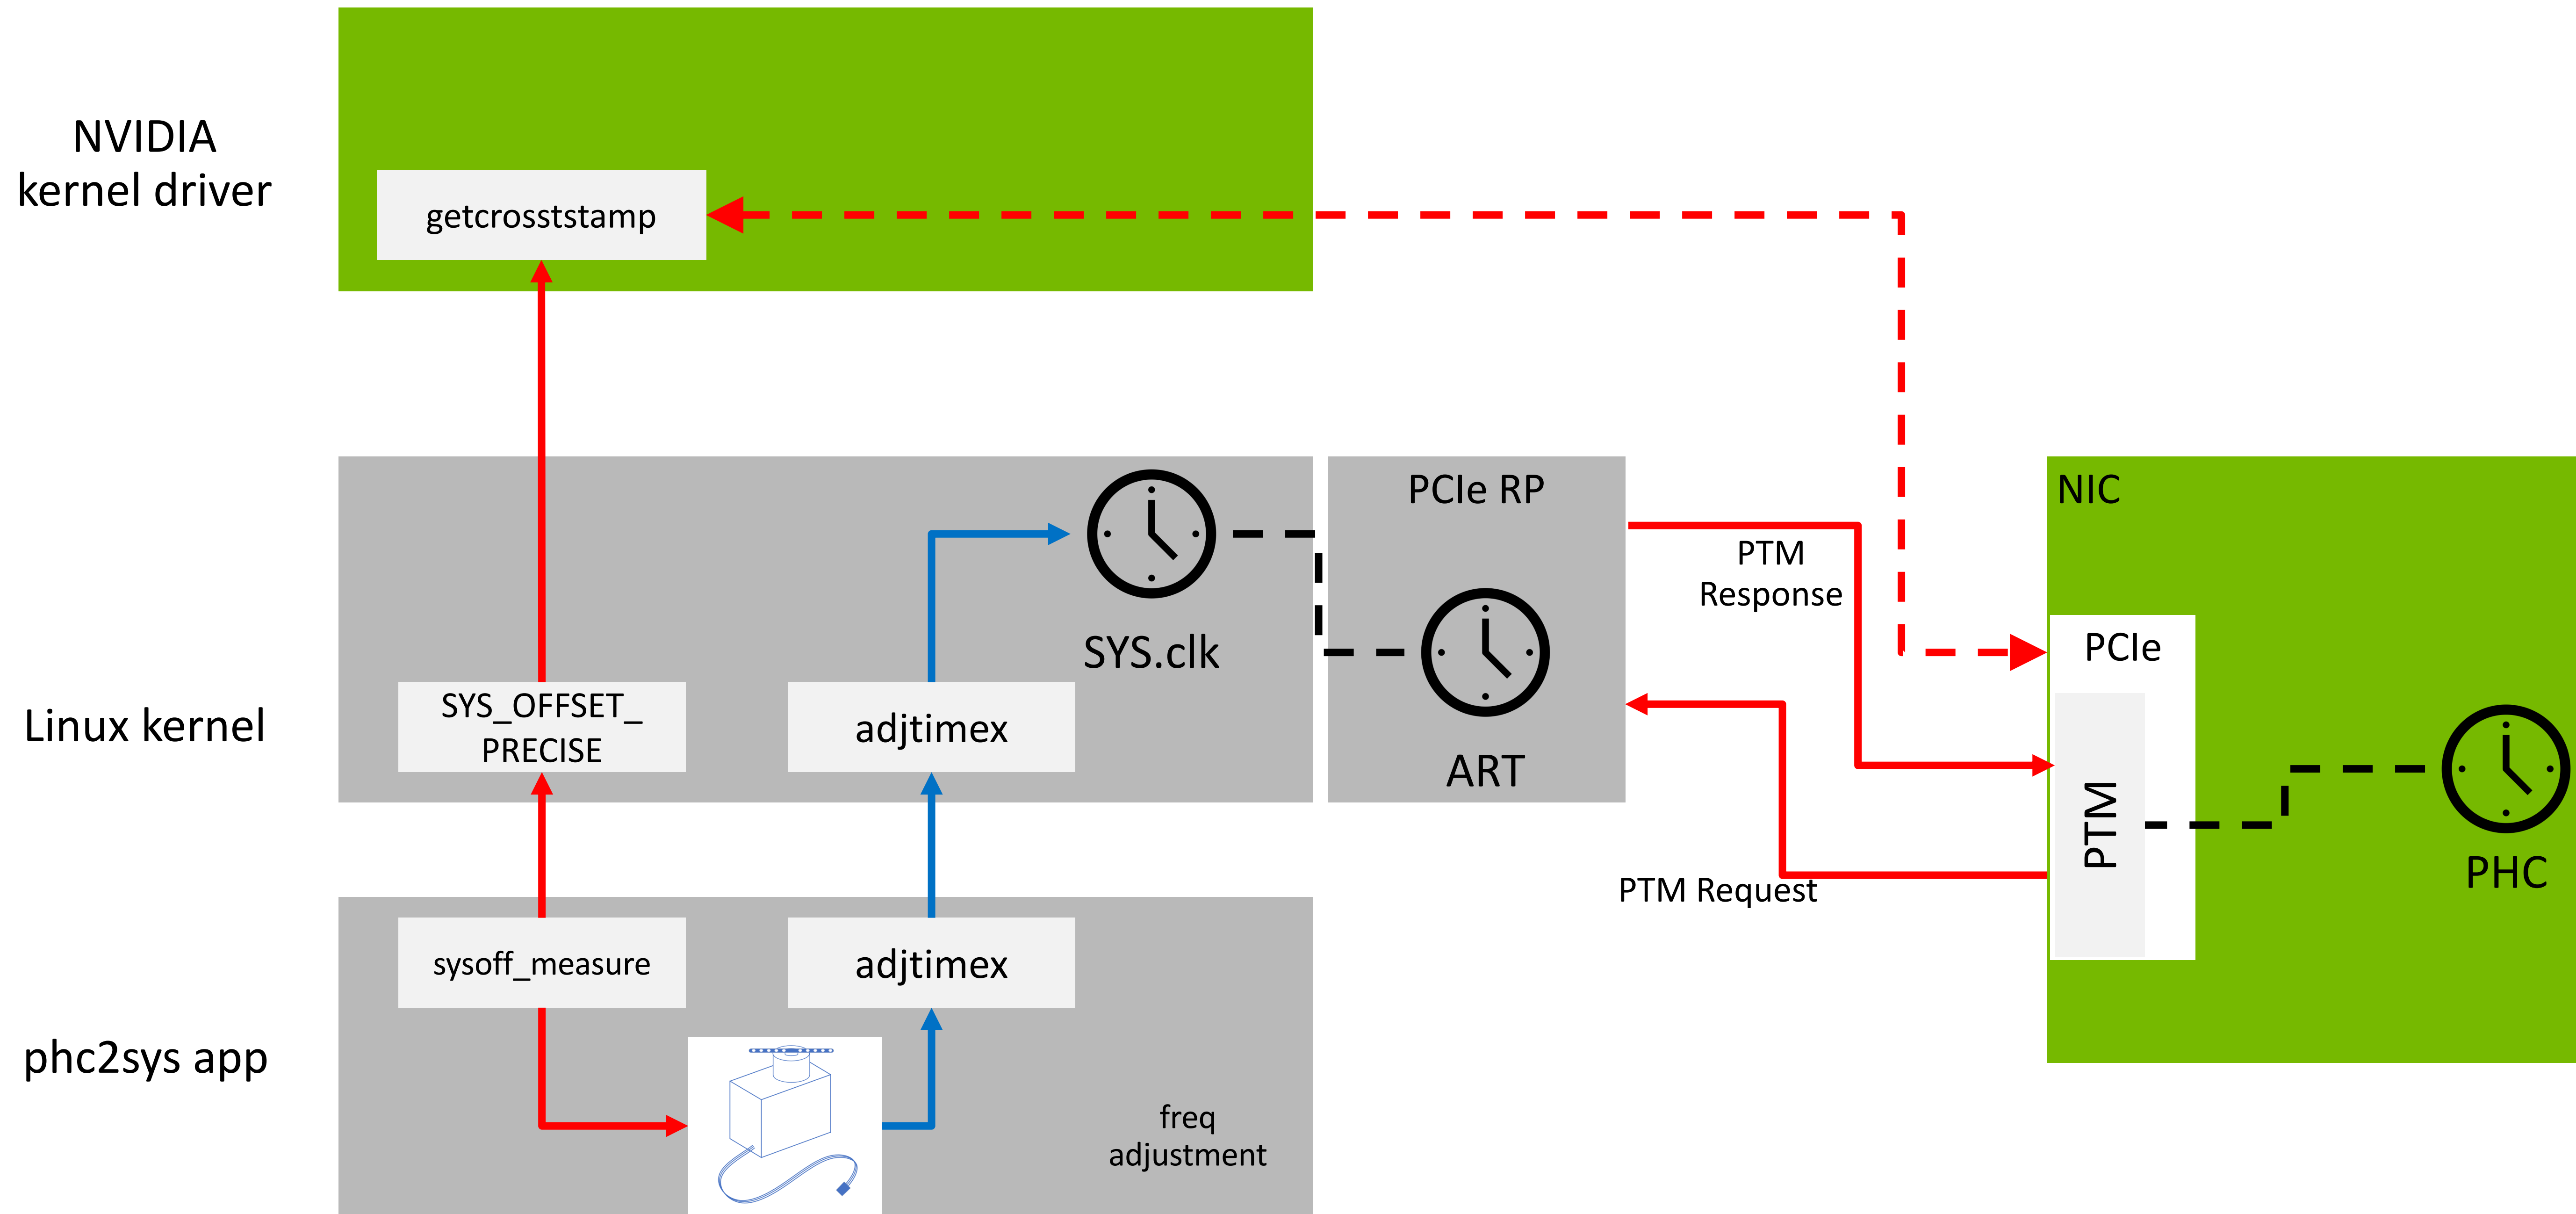 NVIDIA
kernel driver
getcrosststamp
Linux kernel
SYS_OFFSET_
PRECISE
adjtimex
SYS.clk
PCIe RP
ART
PTM
Response
PTM Request
NIC
PCIe
PTM
PHC
phc2sys app
sysoff_measure
adjtimex
freq
adjustment